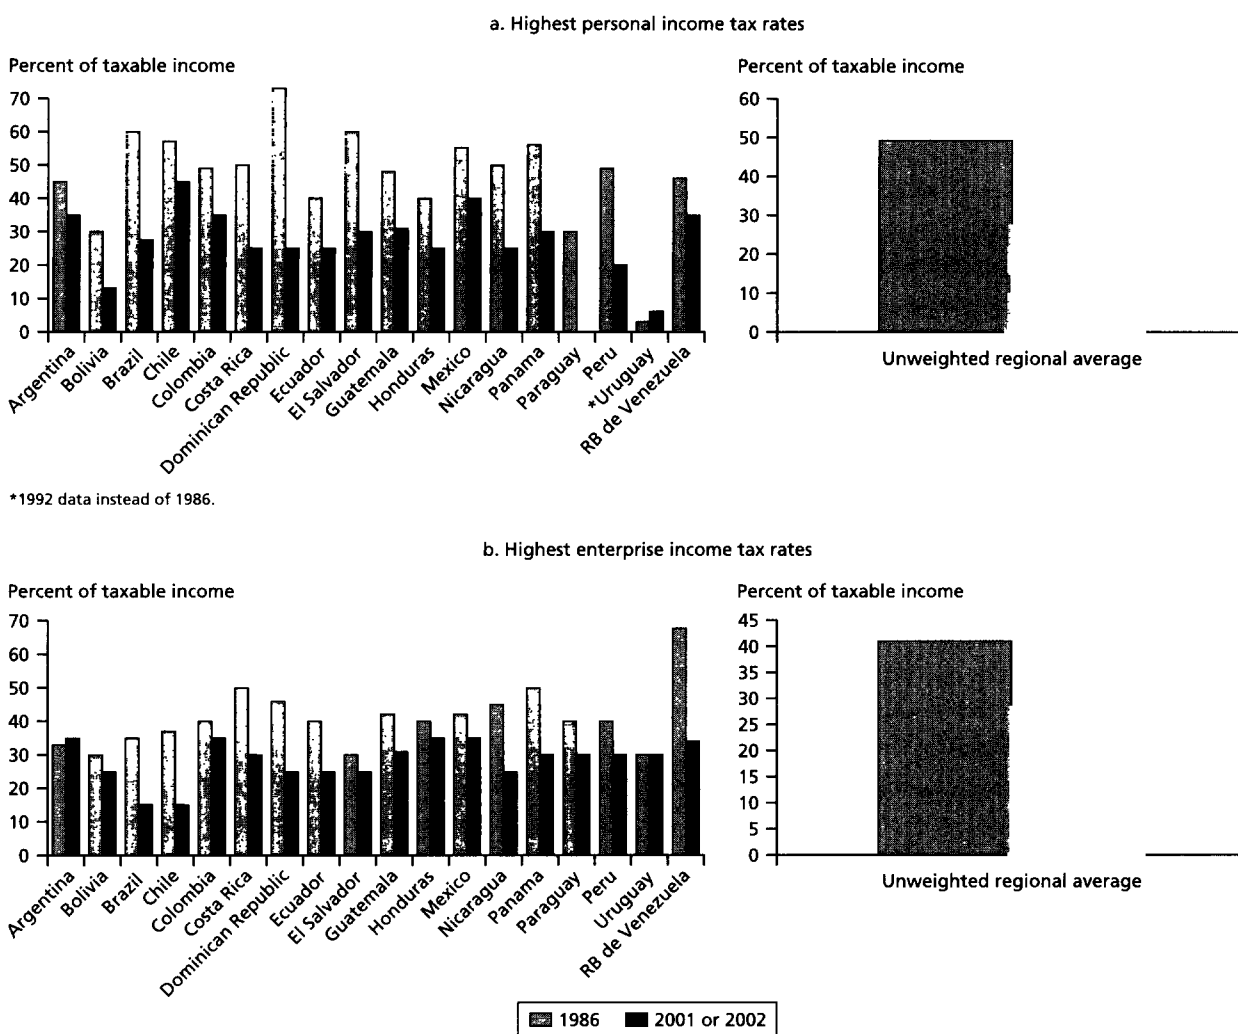 a. Highest personal income tax rates
Percent of taxable income
70
60
50
40
30
20
10
0
Argentina
Bolivia
Brazil
Chile
Colombia
Costa Rica
Dominican Republic
Ecuador
El Salvador
Guatemala
Honduras
Mexico
Nicaragua
Panama
Paraguay
Peru
*Uruguay
RB de Venezuela
Percent of taxable income
60
50
40
30
20
10
0
Unweighted regional average
*1992 data instead of 1986.
b. Highest enterprise income tax rates
Percent of taxable income
70
60
50
40
30
20
10
0
Argentina
Bolivia
Brazil
Chile
Colombia
Costa Rica
Dominican Republic
Ecuador
El Salvador
Guatemala
Honduras
Mexico
Nicaragua
Panama
Paraguay
Peru
Uruguay
RB de Venezuela
Percent of taxable income
45
40
35
30
25
20
15
10
5
0
Unweighted regional average
1986
2001 or 2002